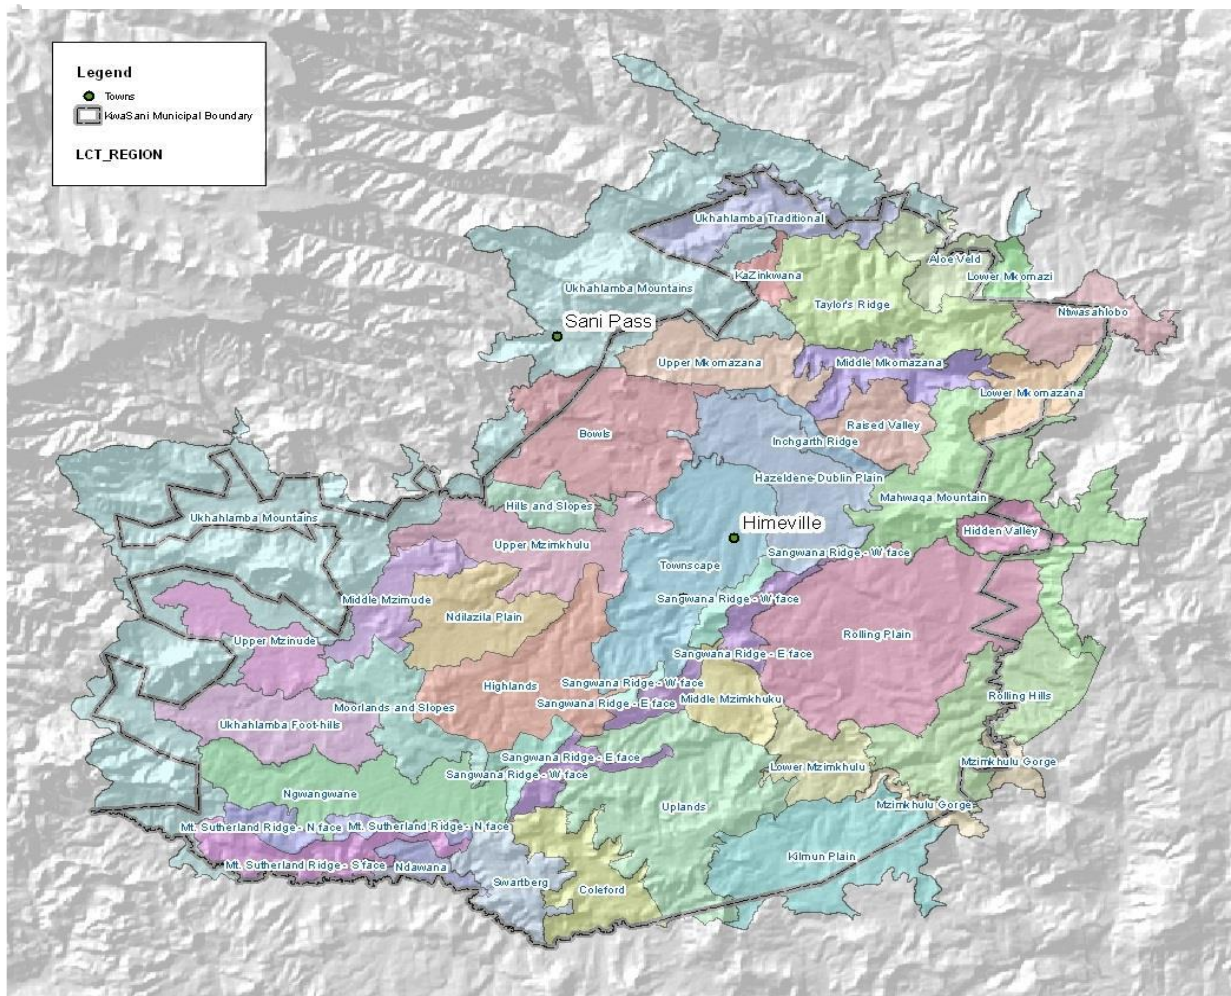 Legend
Towns
KwaSani Municipal Boundary
LCT_REGION
Ukhahlamba Traditional
Aloe Veld
KaZinkwana
Lower Mkomazi
Ukhahlamba Mountains
Taylor's Ridge
Ntwasahlobo
Sani Pass
Upper Mkomazana
Middle Mkomazana
Lower Mkomazana
Bowls
Raised Valley
Inchgarth Ridge
Hazeldene-Dublin Plain
Mahwaqa Mountain
Hills and Slopes
Ukhahlamba Mountains
Himeville
Hidden Valley
Upper Mzimkhulu
Sangwana Ridge - W face
Townscape
Middle Mzimude
Sangwana Ridge - W face
Ndilazila Plain
Rolling Plain
Upper Mzinude
Sangwana Ridge - E face
Sangwana Ridge - W face
Highlands
Rolling Hills
Middle Mzimkhuku
Sangwana Ridge - E face
Moorlands and Slopes
Ukhahlamba Foot-hills
Sangwana Ridge - E face
Mzimkhulu Gorge
Lower Mzimkhulu
Sangwana Ridge - W face
Ngwangwane
Uplands
Mzimkhulu Gorge
Mt. Sutherland Ridge - N face
Mt. Sutherland Ridge - N face
Kilmun Plain
Mt. Sutherland Ridge - S face
Ndawana
Swartberg
Coleford